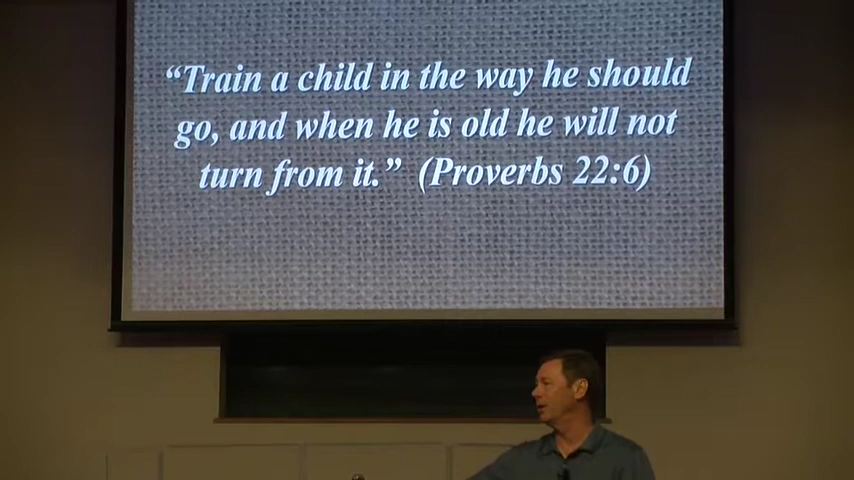 “Train a child in the way he should
go, and when he is old he will not
turn from it.” (Proverbs 22:6)